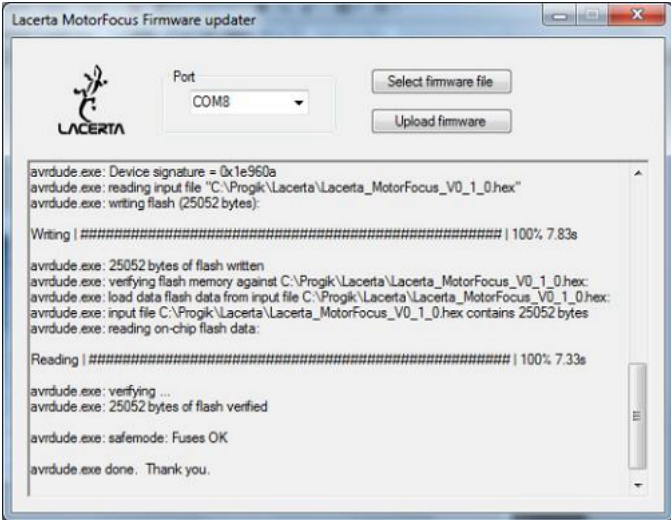 Lacerta MotorFocus Firmware updater
Port
COM8
Select firmware file
Upload firmware
LACERTA
avrdude.exe: Device signature = 0x1e960a
avrdude.exe: reading input file "C:\Progik\Lacerta\Lacerta_MotorFocus_V0_1_0.hex"
avrdude.exe: writing flash (25052 bytes):
Writing | ################################################## | 100% 7.83s
avrdude.exe: 25052 bytes of flash written
avrdude.exe: verifying flash memory against C:\Progik\Lacerta\Lacerta_MotorFocus_V0_1_0.hex:
avrdude.exe: load data flash data from input file C:\Progik\Lacerta\Lacerta_MotorFocus_V0_1_0.hex:
avrdude.exe: input file C:\Progik\Lacerta\Lacerta_MotorFocus_V0_1_0.hex contains 25052 bytes
avrdude.exe: reading on-chip flash data:
Reading | ################################################## | 100% 7.33s
avrdude.exe: verifying ...
avrdude.exe: 25052 bytes of flash verified
avrdude.exe: safemode: Fuses OK
avrdude.exe done.  Thank you.